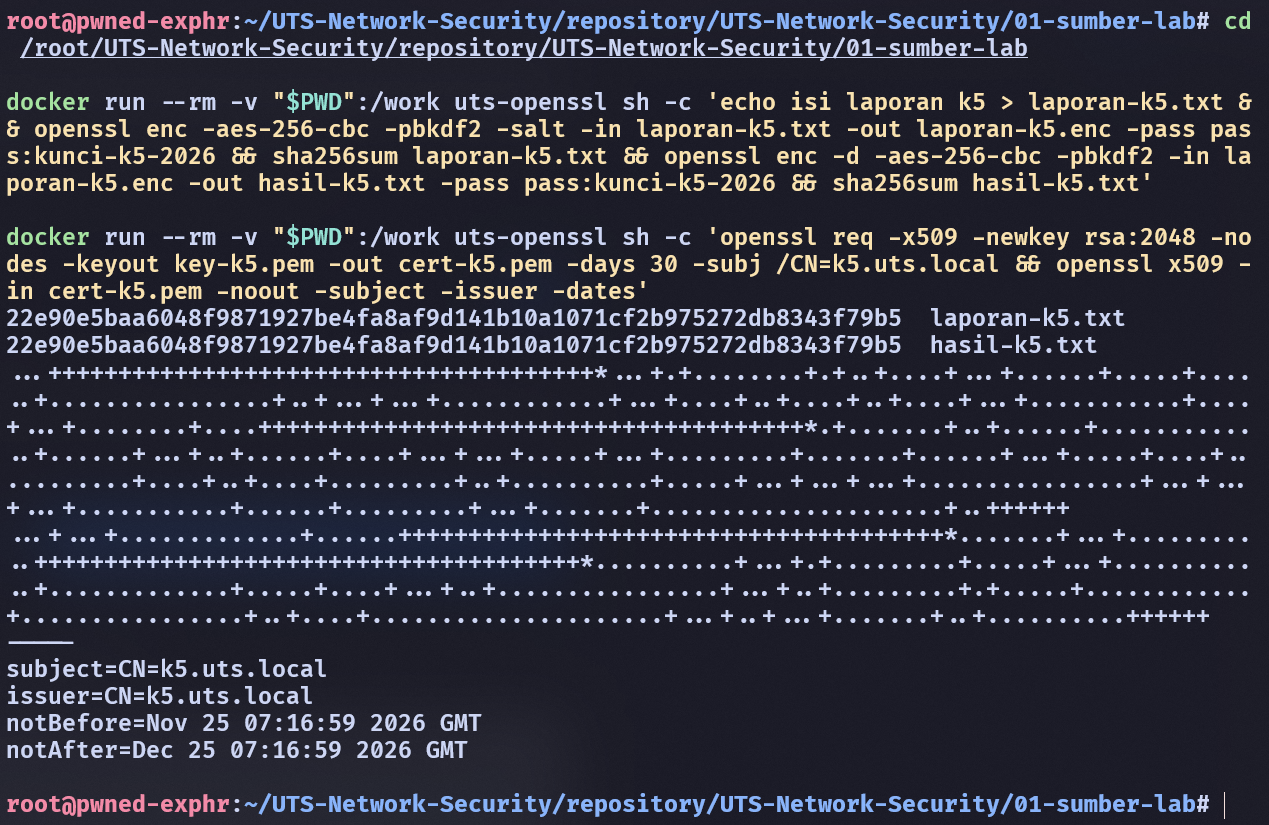 root@pwned-exphr:~/UTS-Network-Security/repository/UTS-Network-Security/01-sumber-lab# cd
 /root/UTS-Network-Security/repository/UTS-Network-Security/01-sumber-lab

docker run --rm -v "$PWD":/work uts-openssl sh -c 'echo isi laporan k5 > laporan-k5.txt &
& openssl enc -aes-256-cbc -pbkdf2 -salt -in laporan-k5.txt -out laporan-k5.enc -pass pas
s:kunci-k5-2026 && sha256sum laporan-k5.txt && openssl enc -d -aes-256-cbc -pbkdf2 -in la
poran-k5.enc -out hasil-k5.txt -pass pass:kunci-k5-2026 && sha256sum hasil-k5.txt'

docker run --rm -v "$PWD":/work uts-openssl sh -c 'openssl req -x509 -newkey rsa:2048 -no
des -keyout key-k5.pem -out cert-k5.pem -days 30 -subj /CN=k5.uts.local && openssl x509 -
in cert-k5.pem -noout -subject -issuer -dates'
22e90e5baa6048f9871927be4fa8af9d141b10a1071cf2b975272db8343f79b5  laporan-k5.txt
22e90e5baa6048f9871927be4fa8af9d141b10a1071cf2b975272db8343f79b5  hasil-k5.txt
...+++++++++++++++++++++++++++++++++++++++*...+.+........+.+..+....+...+......+.....+....
..+................+..+...+...+............+...+....+..+....+..+....+...+...........+....
+...+........+....+++++++++++++++++++++++++++++++++++++++*.+.......+..+......+...........
..+......+...+..+......+....+...+...+.....+...+.........+.......+......+...+.....+....+..
.........+....+..+....+........+..+..........+.....+...+...+...+................+...+...
+...+...........+......+.........+...+.......+.....................+..++++++
...+...+.............+......+++++++++++++++++++++++++++++++++++++++*.......+...+.........
..+++++++++++++++++++++++++++++++++++++++*..........+...+.+.........+.....+...+..........
..+.............+.....+....+...+..+................+...+..+..........+.+.....+............
+................+..+....+.....................+...+..+...+.......+..+..........++++++
-----
subject=CN=k5.uts.local
issuer=CN=k5.uts.local
notBefore=Nov 25 07:16:59 2026 GMT
notAfter=Dec 25 07:16:59 2026 GMT

root@pwned-exphr:~/UTS-Network-Security/repository/UTS-Network-Security/01-sumber-lab#